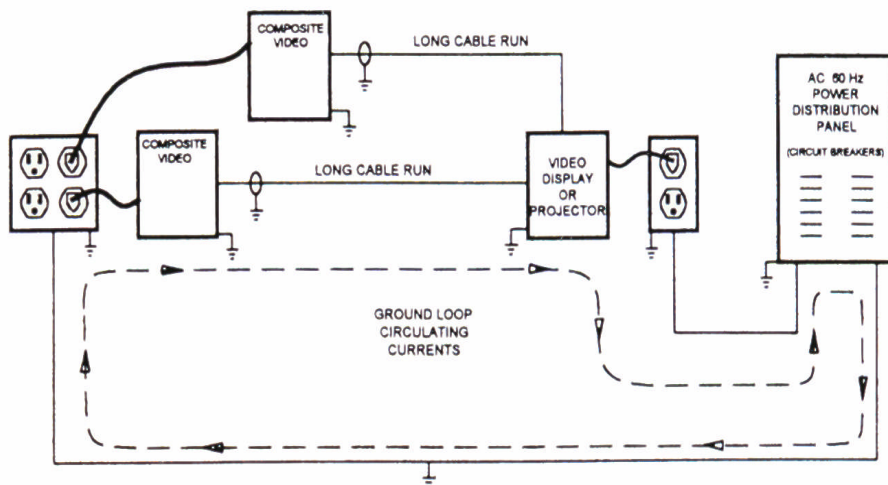 COMPOSITE
VIDEO
LONG CABLE RUN
AC 60 Hz
POWER
DISTRIBUTION
PANEL
(CIRCUIT BREAKERS)
COMPOSITE
VIDEO
LONG CABLE RUN
VIDEO
DISPLAY
OR
PROJECTOR
GROUND LOOP
CIRCULATING
CURRENTS